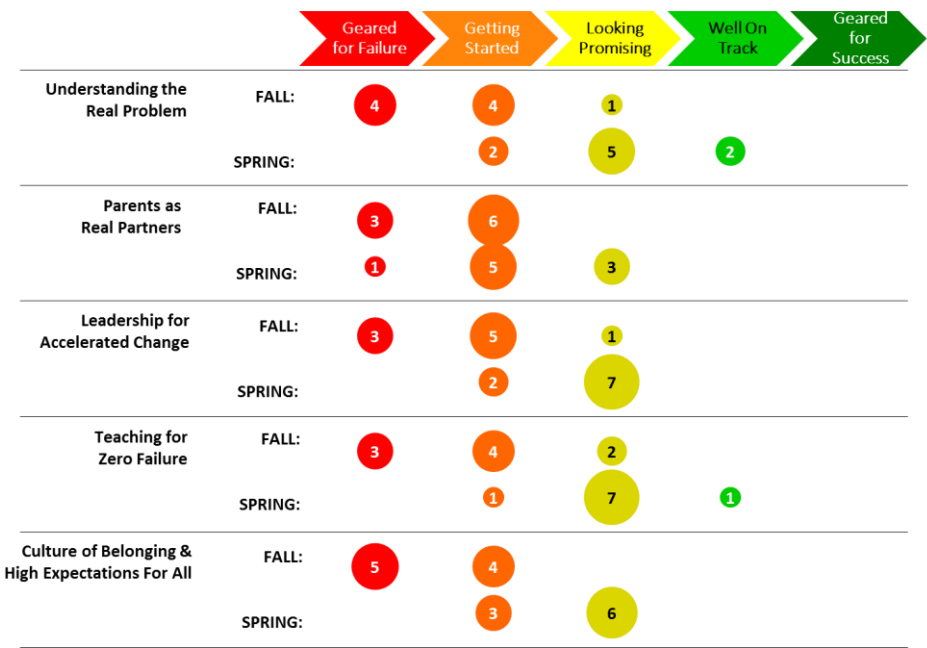 Geared
for Failure
Getting
Started
Looking
Promising
Well On
Track
Geared
for
Success
Understanding the
Real Problem
FALL:
4
4
1
SPRING:
2
5
2
Parents as
Real Partners
FALL:
3
6
SPRING:
1
5
3
Leadership for
Accelerated Change
FALL:
3
5
1
SPRING:
2
7
Teaching for
Zero Failure
FALL:
3
4
2
SPRING:
1
7
1
Culture of Belonging &
High Expectations For All
FALL:
5
4
SPRING:
3
6